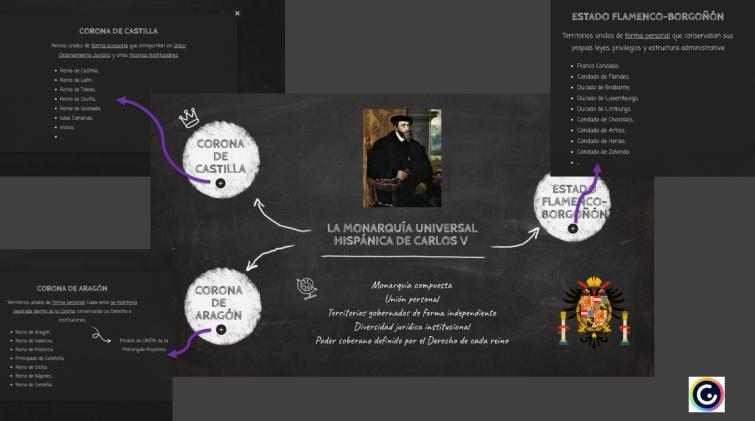 CORONA DE CASTILLA
Reinos unidos de forma accesoria que compartían un único
Ordenamiento Jurídico y unas mismas Instituciones.
• Reino de Castilla,
• Reino de León,
• Reino de Toledo,
• Reino de Sevilla,
• Reino de Granada,
• Islas Canarias,
• Indias,
• ...
ESTADO FLAMENCO-BORGOÑÓN
Territorios unidos de forma personal que conservaban sus
propias leyes, privilegios y estructura administrativa
• Franco Condado,
• Condado de Flandes,
• Ducado de Brabante,
• Ducado de Luxemburgo,
• Ducado de Limburgo,
• Condado de Charolais,
• Condado de Artois,
• Condado de Henao,
• Condado de Zelanda
• ...
CORONA
DE
CASTILLA
ESTADO
FLAMENCO-
BORGOÑÓN
LA MONARQUÍA UNIVERSAL
HISPÁNICA DE CARLOS V
CORONA
DE
ARAGÓN
Monarquía compuesta
Unión personal
Territorios gobernados de forma independiente
Diversidad jurídica institucional
Poder soberano definido por el Derecho de cada reino
CORONA DE ARAGÓN
Territorios unidos de forma personal. Cada reino se mantenía
separado dentro de la Corona, conservando su Derecho e
Instituciones.
• Reino de Aragón,
• Reino de Valencia,
• Reino de Mallorca,
• Principado de Cataluña,
• Reino de Sicilia,
• Reino de Nápoles,
• Reino de Cerdeña
Modelo de UNIÓN de la
Monarquía Hispánica